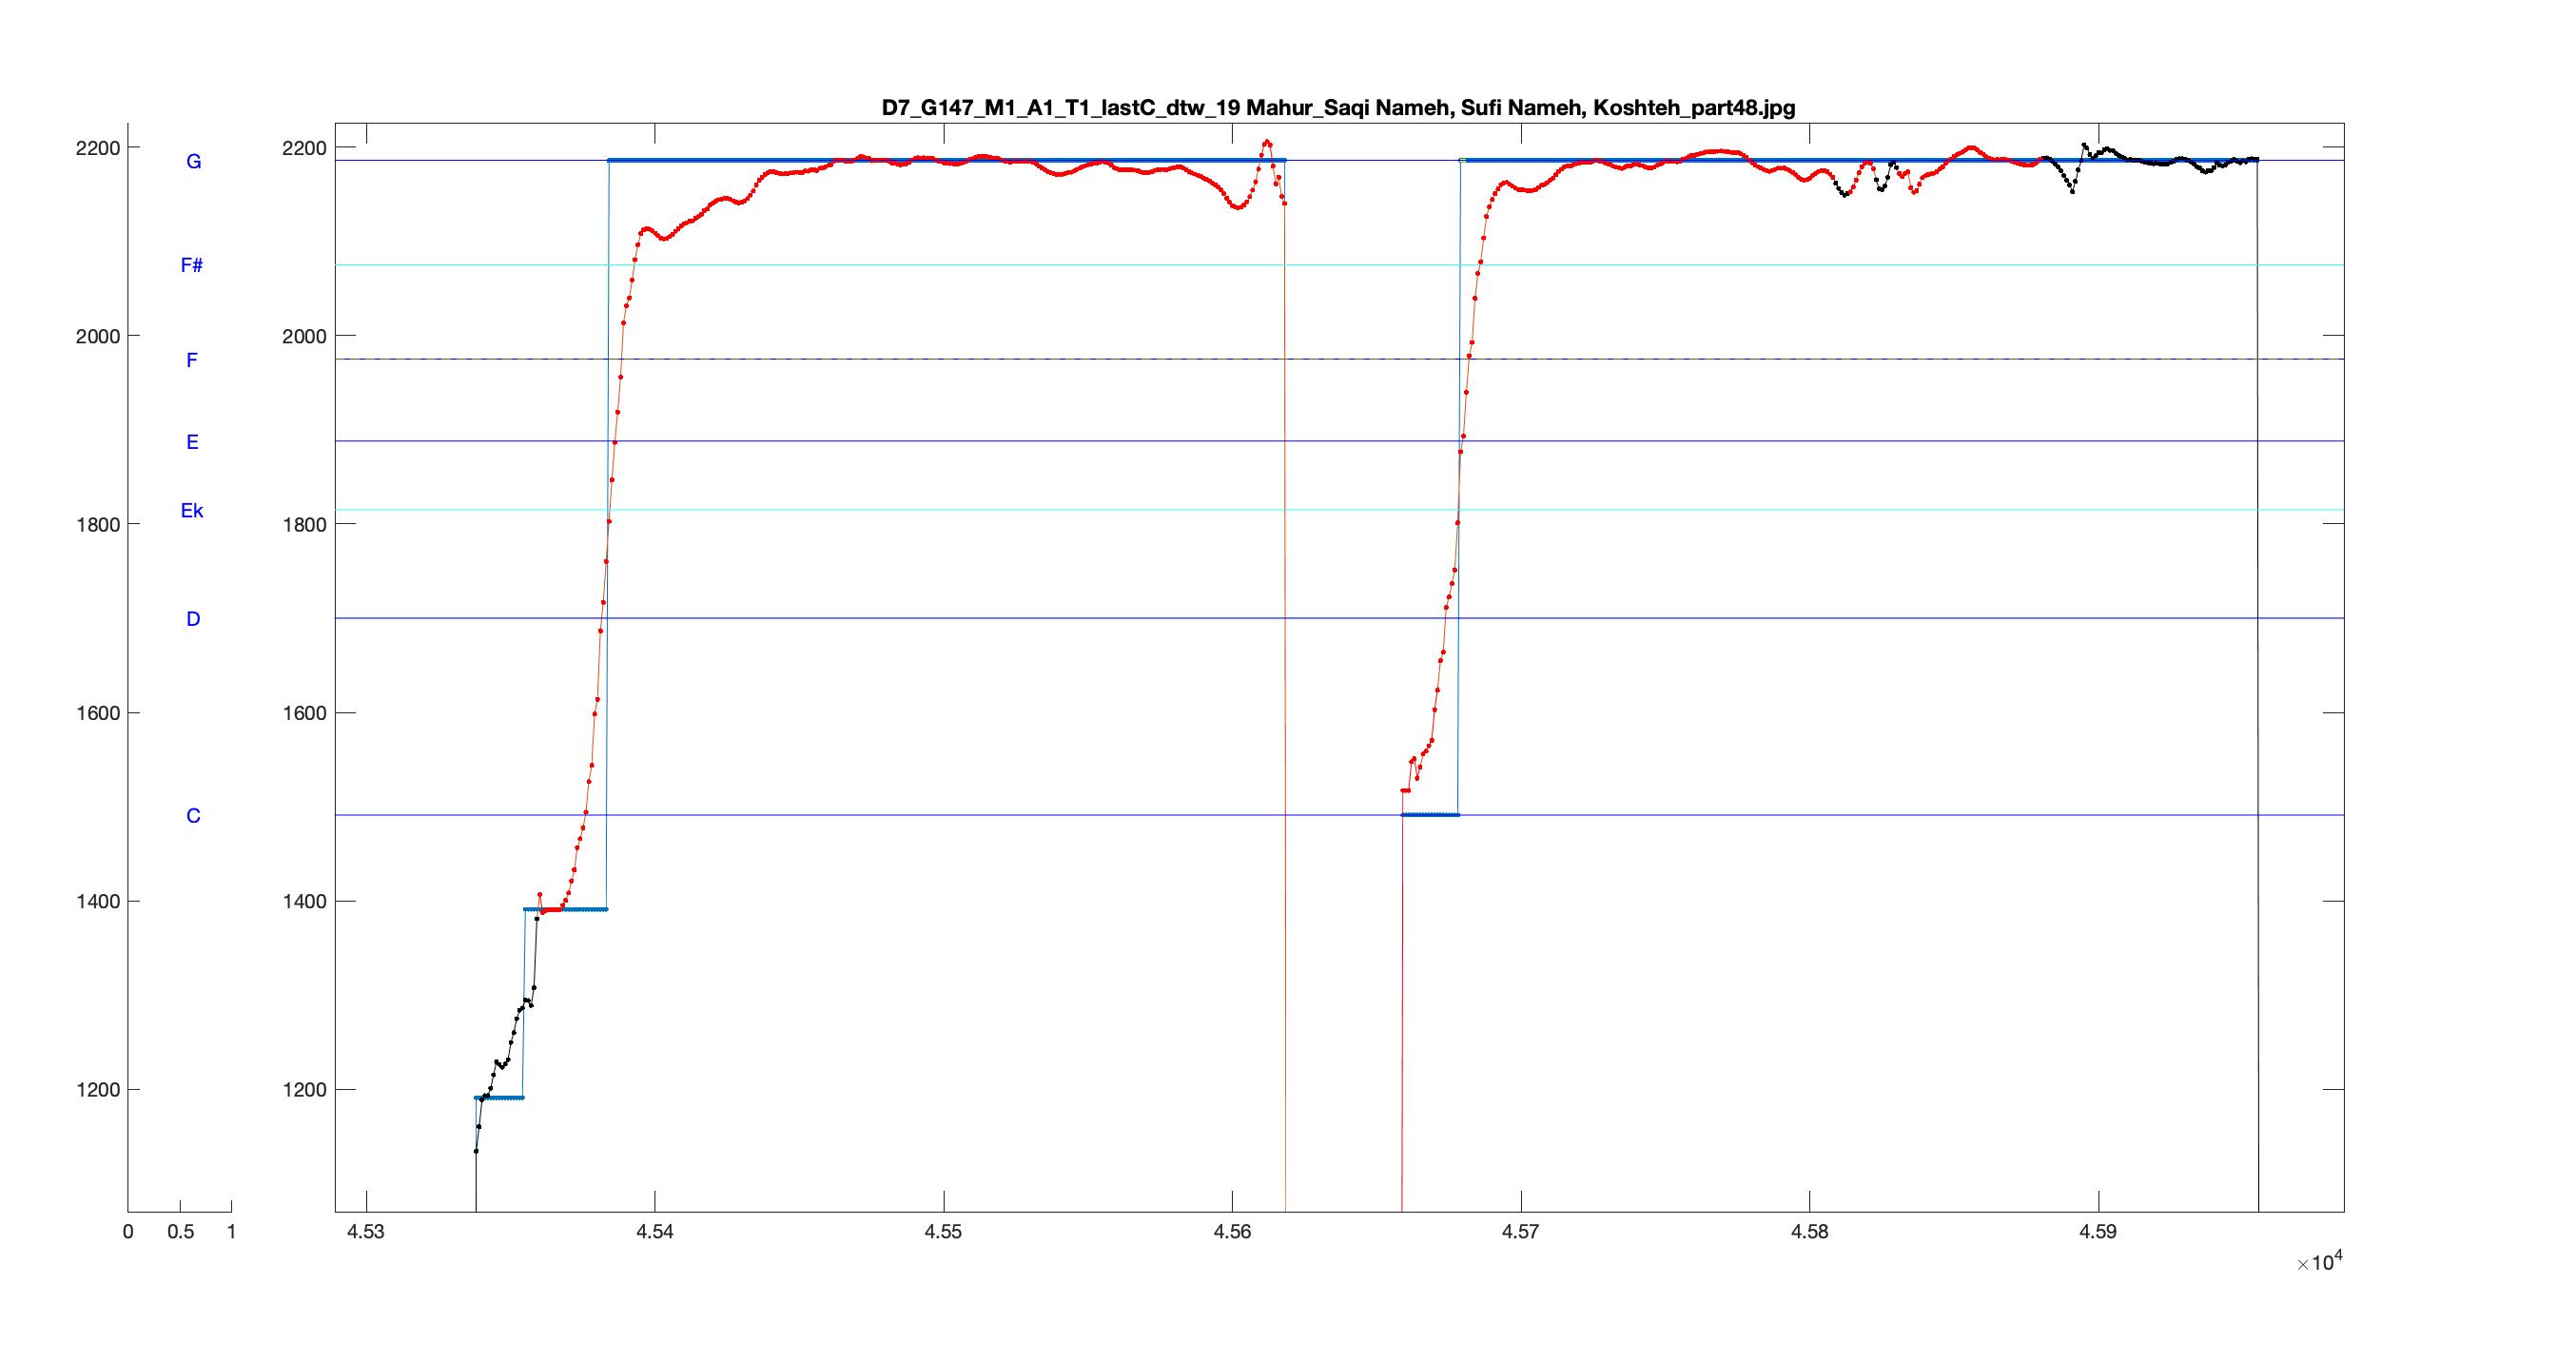 D7_G147_M1_A1_T1_lastC_dtw_19 Mahur_Saqi Nameh, Sufi Nameh, Koshteh_part48.jpg
2200 G 2200
F#
2000 2000
F
E
Ek
1800 1800
D
1600 1600
C
1400 1400
1200 1200
0 0.5 1 4.53 4.54 4.55 4.56 4.57 4.58 4.59
×10^4